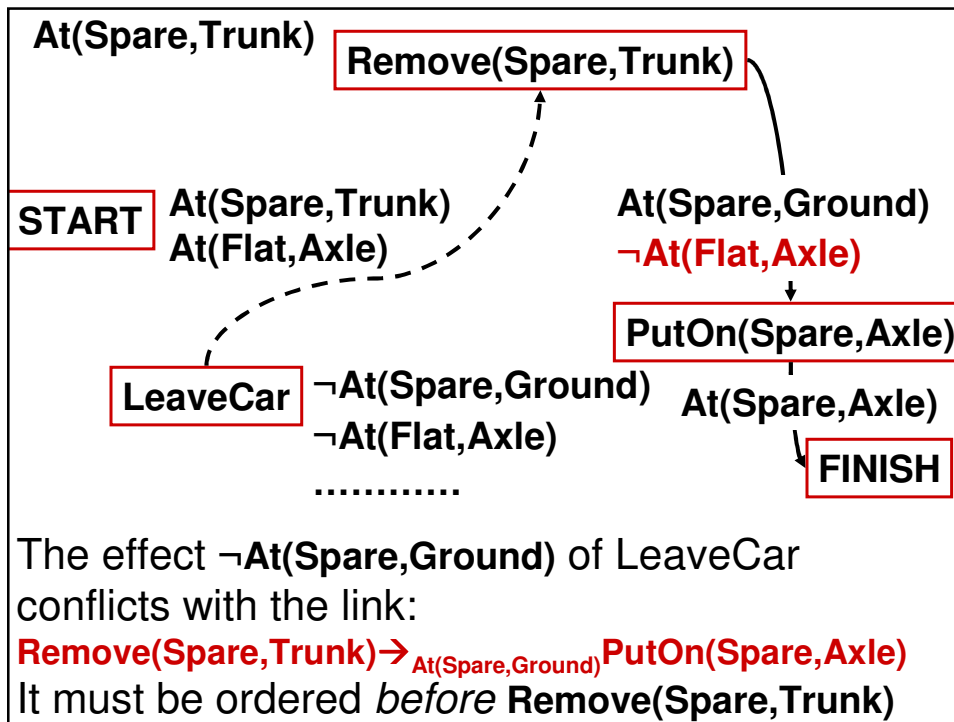 At(Spare,Trunk)
Remove(Spare,Trunk)
START
At(Spare,Trunk)
At(Flat,Axle)
At(Spare,Ground)
¬At(Flat,Axle)
PutOn(Spare,Axle)
LeaveCar
¬At(Spare,Ground)
¬At(Flat,Axle)
…………
At(Spare,Axle)
FINISH
The effect ¬At(Spare,Ground) of LeaveCar
conflicts with the link:
Remove(Spare,Trunk)→At(Spare,Ground)PutOn(Spare,Axle)
It must be ordered before Remove(Spare,Trunk)